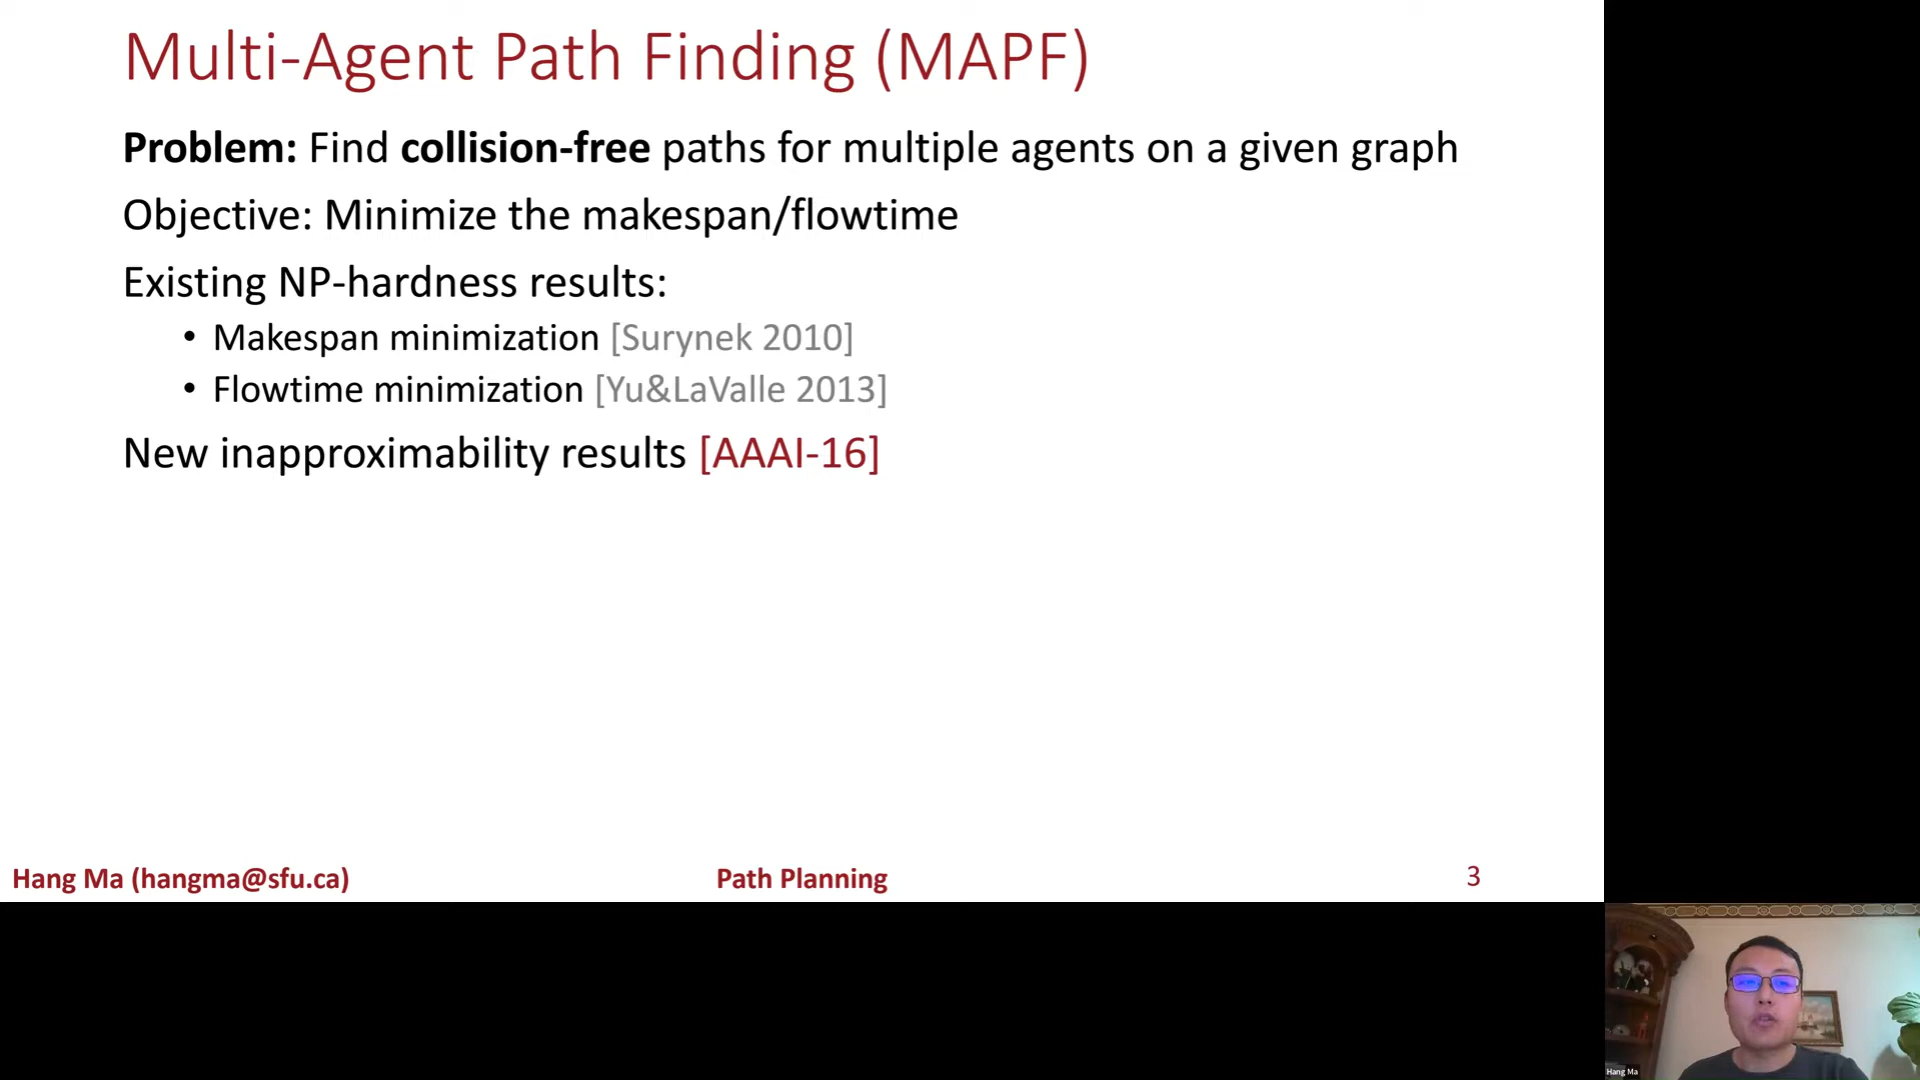 Multi-Agent Path Finding (MAPF)
Problem: Find collision-free paths for multiple agents on a given graph
Objective: Minimize the makespan/flowtime
Existing NP-hardness results:
• Makespan minimization [Surynek 2010]
• Flowtime minimization [Yu&LaValle 2013]
New inapproximability results [AAAI-16]
Hang Ma (hangma@sfu.ca)
Path Planning
3
Hang Ma